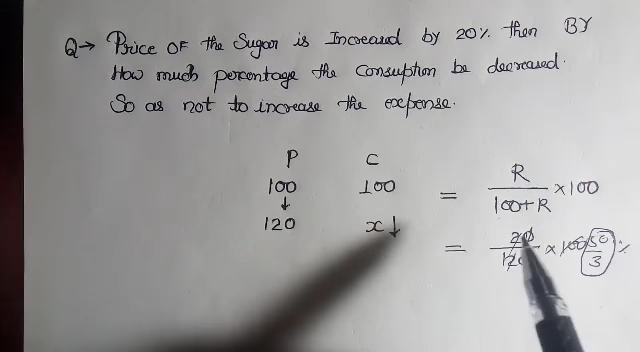 Q→ Price OF the Sugar is Increased by 20% then BY
How much percentage the Consuption be decreased.
So as not to increase the expense.
P C
100 100 = R/100+R ×100
↓
120 x↓ = 20/120 × 100 50/3 %